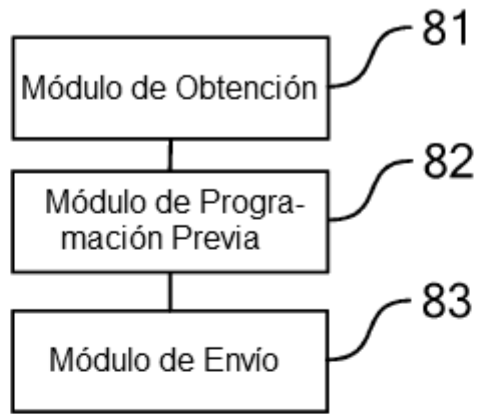 81
Módulo de Obtención
82
Módulo de Progra-
mación Previa
83
Módulo de Envío